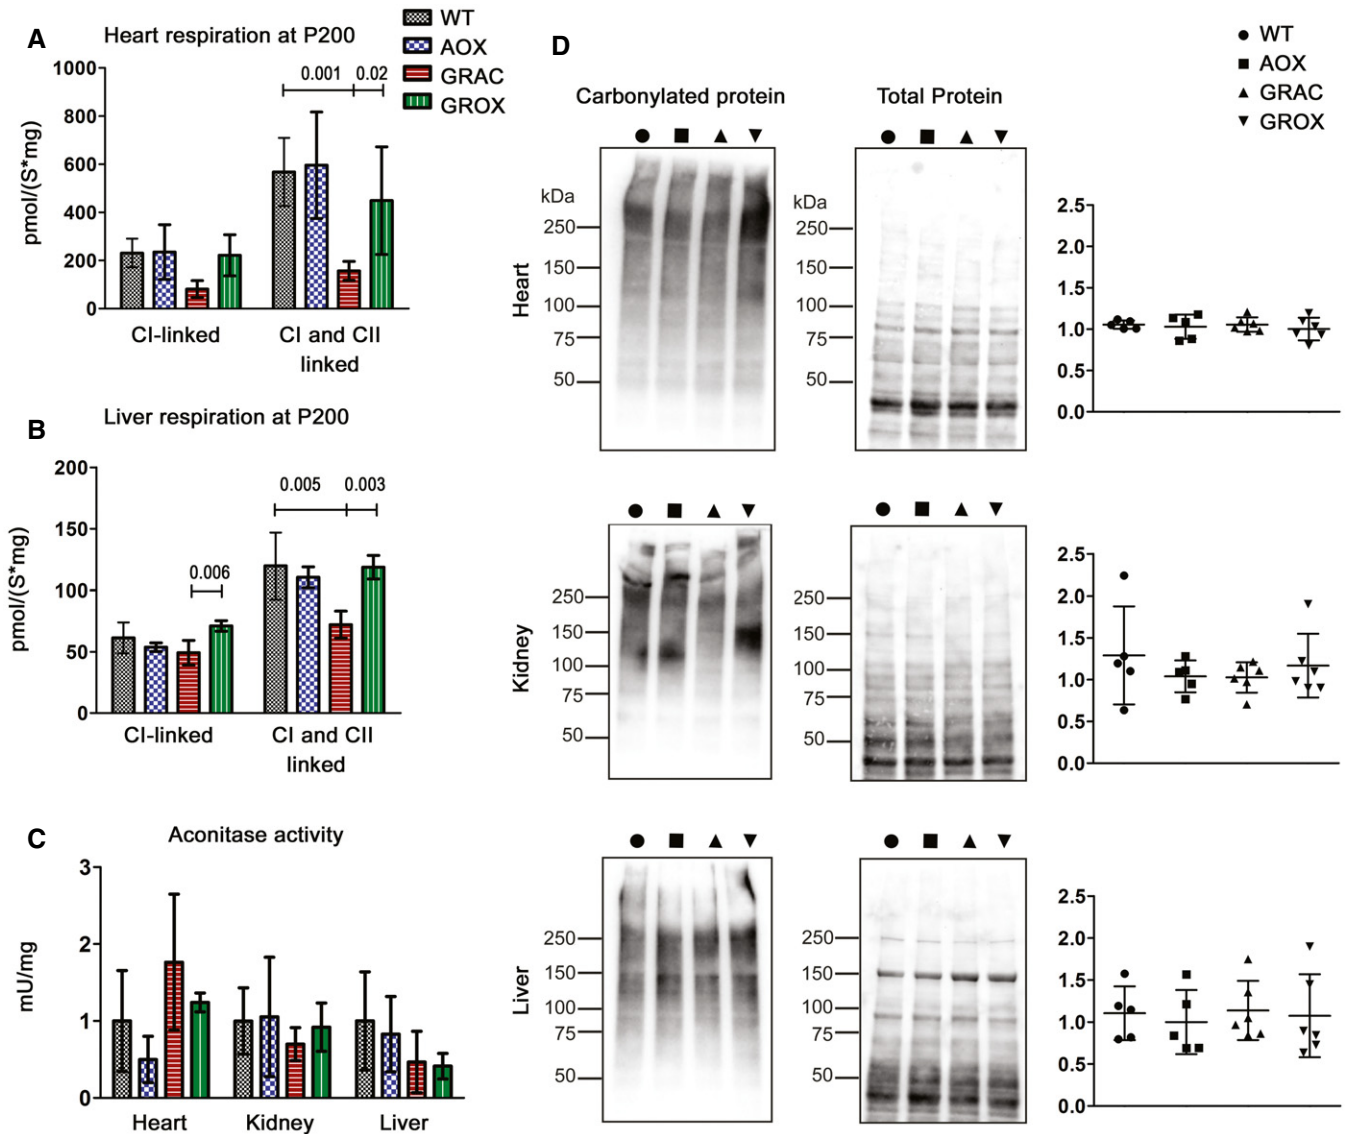 A
Heart respiration at P200
WT
AOX
GRAC
GROX
pmol/(S*mg)
1000
800
600
400
200
0
0.001
0.02
CI-linked
CI and CII
linked
B
Liver respiration at P200
pmol/(S*mg)
200
150
100
50
0
0.006
0.005
0.003
CI-linked
CI and CII
linked
C
Aconitase activity
mU/mg
3
2
1
0
Heart
Kidney
Liver
D
WT
AOX
GRAC
GROX
Carbonylated protein
Total Protein
Heart
kDa
250
150
100
75
50
kDa
250
150
100
75
50
2.5
2.0
1.5
1.0
0.5
0.0
Kidney
250
150
100
75
50
250
150
100
75
50
2.5
2.0
1.5
1.0
0.5
0.0
Liver
250
150
100
75
50
250
150
100
75
50
2.5
2.0
1.5
1.0
0.5
0.0